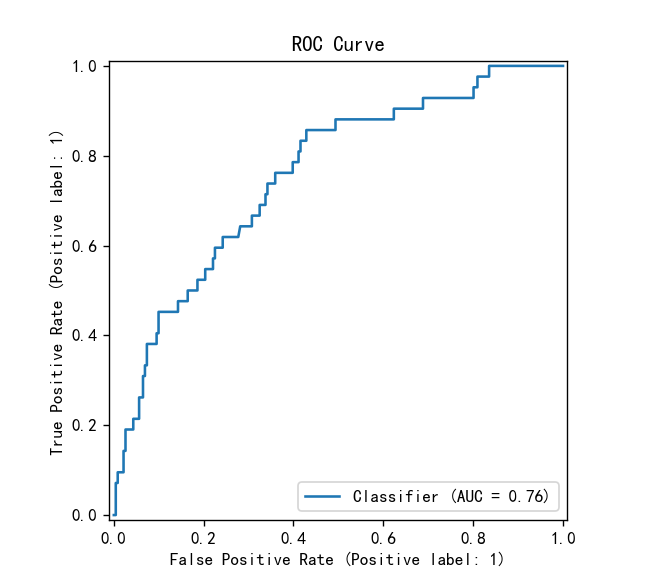 ROC Curve
1.0
0.8
0.6
0.4
0.2
0.0
True Positive Rate (Positive label: 1)
Classifier (AUC = 0.76)
0.0 0.2 0.4 0.6 0.8 1.0
False Positive Rate (Positive label: 1)